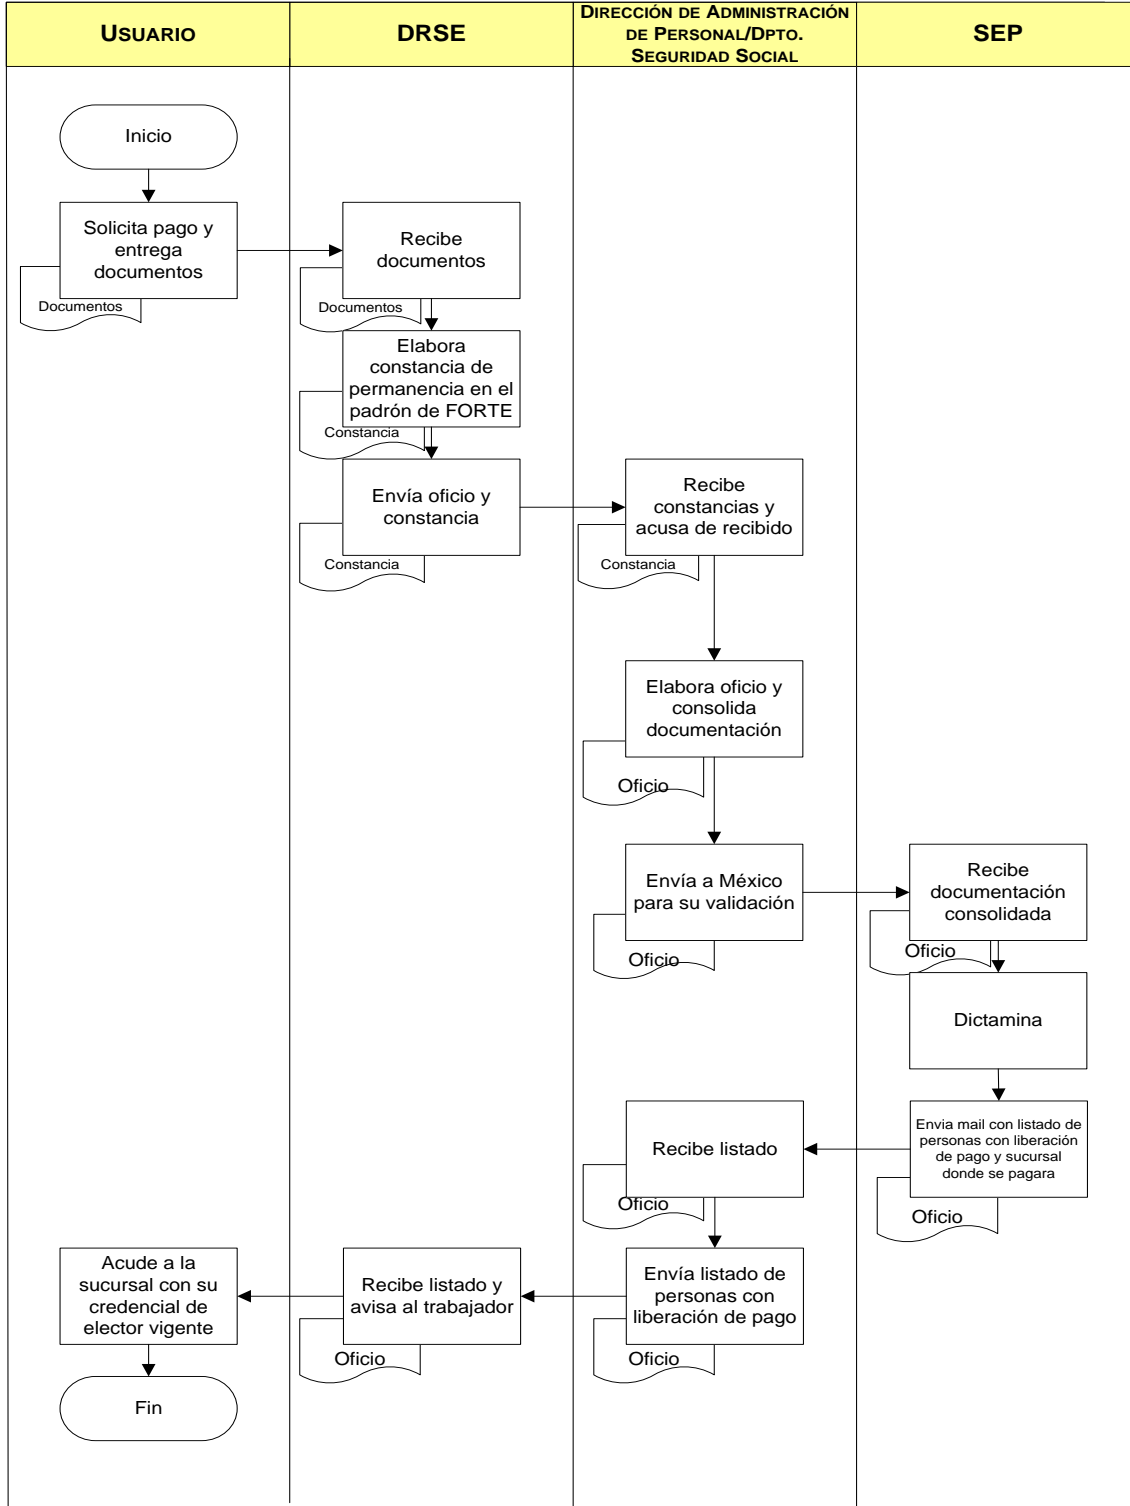 USUARIO
DRSE
DIRECCIÓN DE ADMINISTRACIÓN
DE PERSONAL/DPTO.
SEGURIDAD SOCIAL
SEP
Inicio
Solicita pago y
entrega
documentos
Documentos
Recibe
documentos
Documentos
Elabora
constancia de
permanencia en el
padrón de FORTE
Constancia
Envía oficio y
constancia
Constancia
Recibe
constancias y
acusa de recibido
Constancia
Elabora oficio y
consolida
documentación
Oficio
Envía a México
para su validación
Oficio
Recibe
documentación
consolidada
Oficio
Dictamina
Envia mail con listado de
personas con liberación
de pago y sucursal
donde se pagara
Oficio
Recibe listado
Oficio
Envía listado de
personas con
liberación de pago
Oficio
Recibe listado y
avisa al trabajador
Oficio
Acude a la
sucursal con su
credencial de
elector vigente
Fin